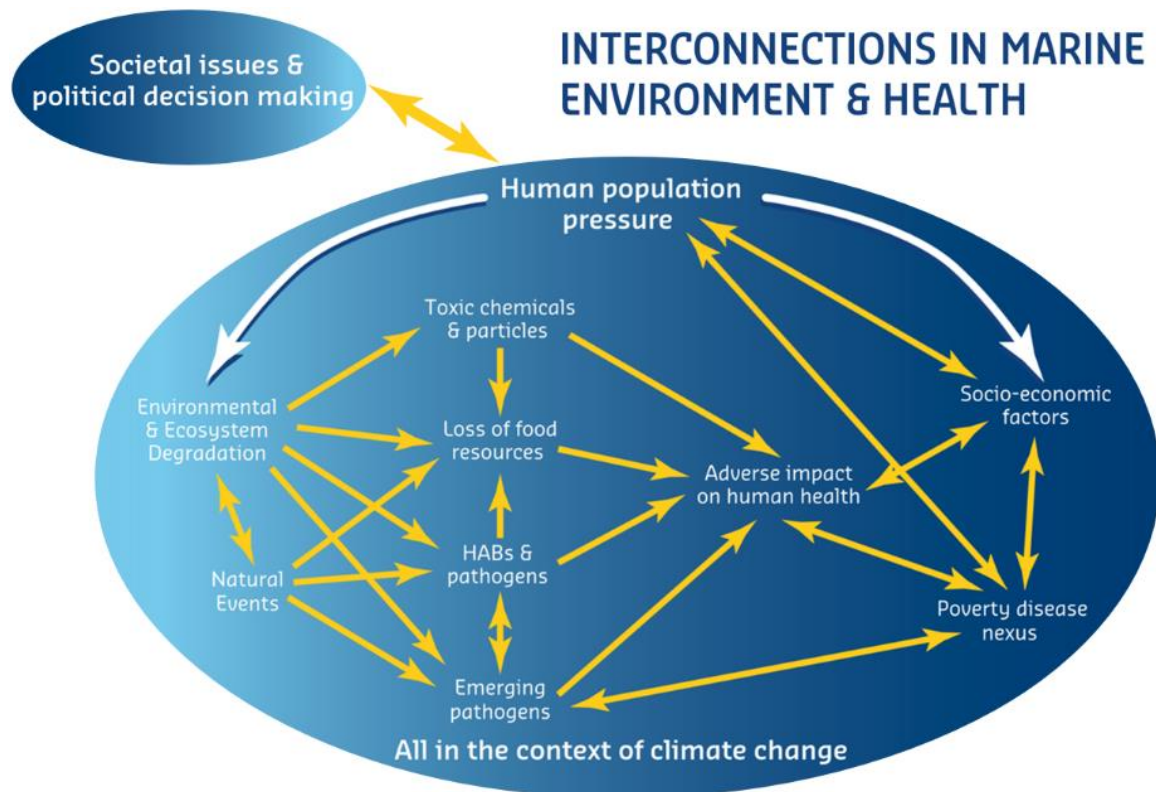 Societal issues &
political decision making
INTERCONNECTIONS IN MARINE
ENVIRONMENT & HEALTH
Human population
pressure
Toxic chemicals
& particles
Environmental
& Ecosystem
Degradation
Loss of food
resources
Socio-economic
factors
Adverse impact
on human health
HABs &
pathogens
Natural
Events
Poverty disease
nexus
Emerging
pathogens
All in the context of climate change